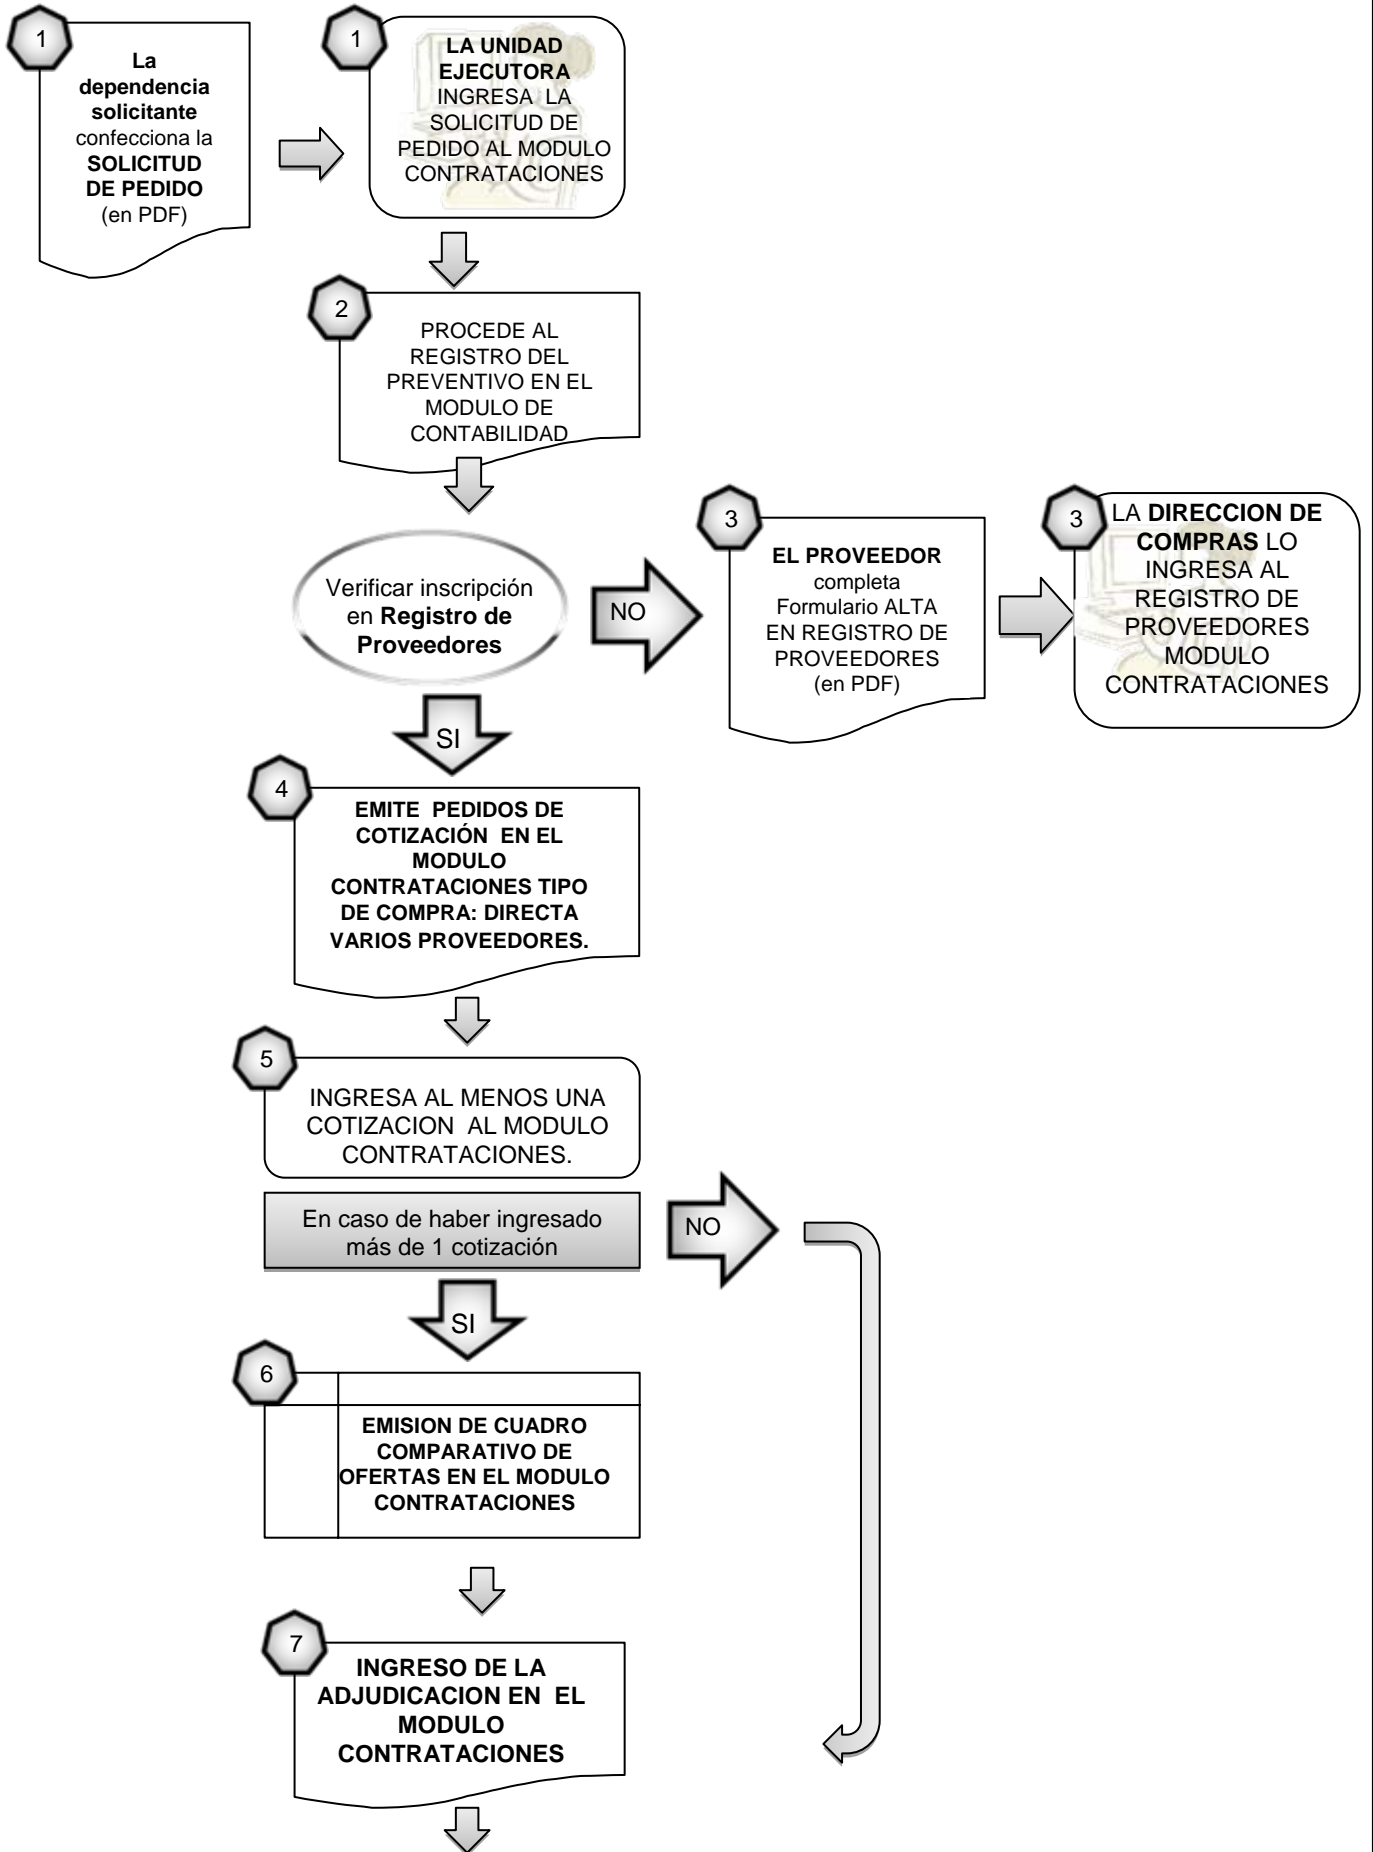 1
La
dependencia
solicitante
confecciona la
SOLICITUD
DE PEDIDO
(en PDF)
1
LA UNIDAD
EJECUTORA
INGRESA LA
SOLICITUD DE
PEDIDO AL MODULO
CONTRATACIONES
2
PROCEDE AL
REGISTRO DEL
PREVENTIVO EN EL
MODULO DE
CONTABILIDAD
Verificar inscripción
en Registro de
Proveedores
NO
3
EL PROVEEDOR
completa
Formulario ALTA
EN REGISTRO DE
PROVEEDORES
(en PDF)
3
LA DIRECCION DE
COMPRAS LO
INGRESA AL
REGISTRO DE
PROVEEDORES
MODULO
CONTRATACIONES
SI
4
EMITE PEDIDOS DE
COTIZACIÓN EN EL
MODULO
CONTRATACIONES TIPO
DE COMPRA: DIRECTA
VARIOS PROVEEDORES.
5
INGRESA AL MENOS UNA
COTIZACION AL MODULO
CONTRATACIONES.
En caso de haber ingresado
más de 1 cotización
NO
SI
6
EMISION DE CUADRO
COMPARATIVO DE
OFERTAS EN EL MODULO
CONTRATACIONES
7
INGRESO DE LA
ADJUDICACION EN EL
MODULO
CONTRATACIONES